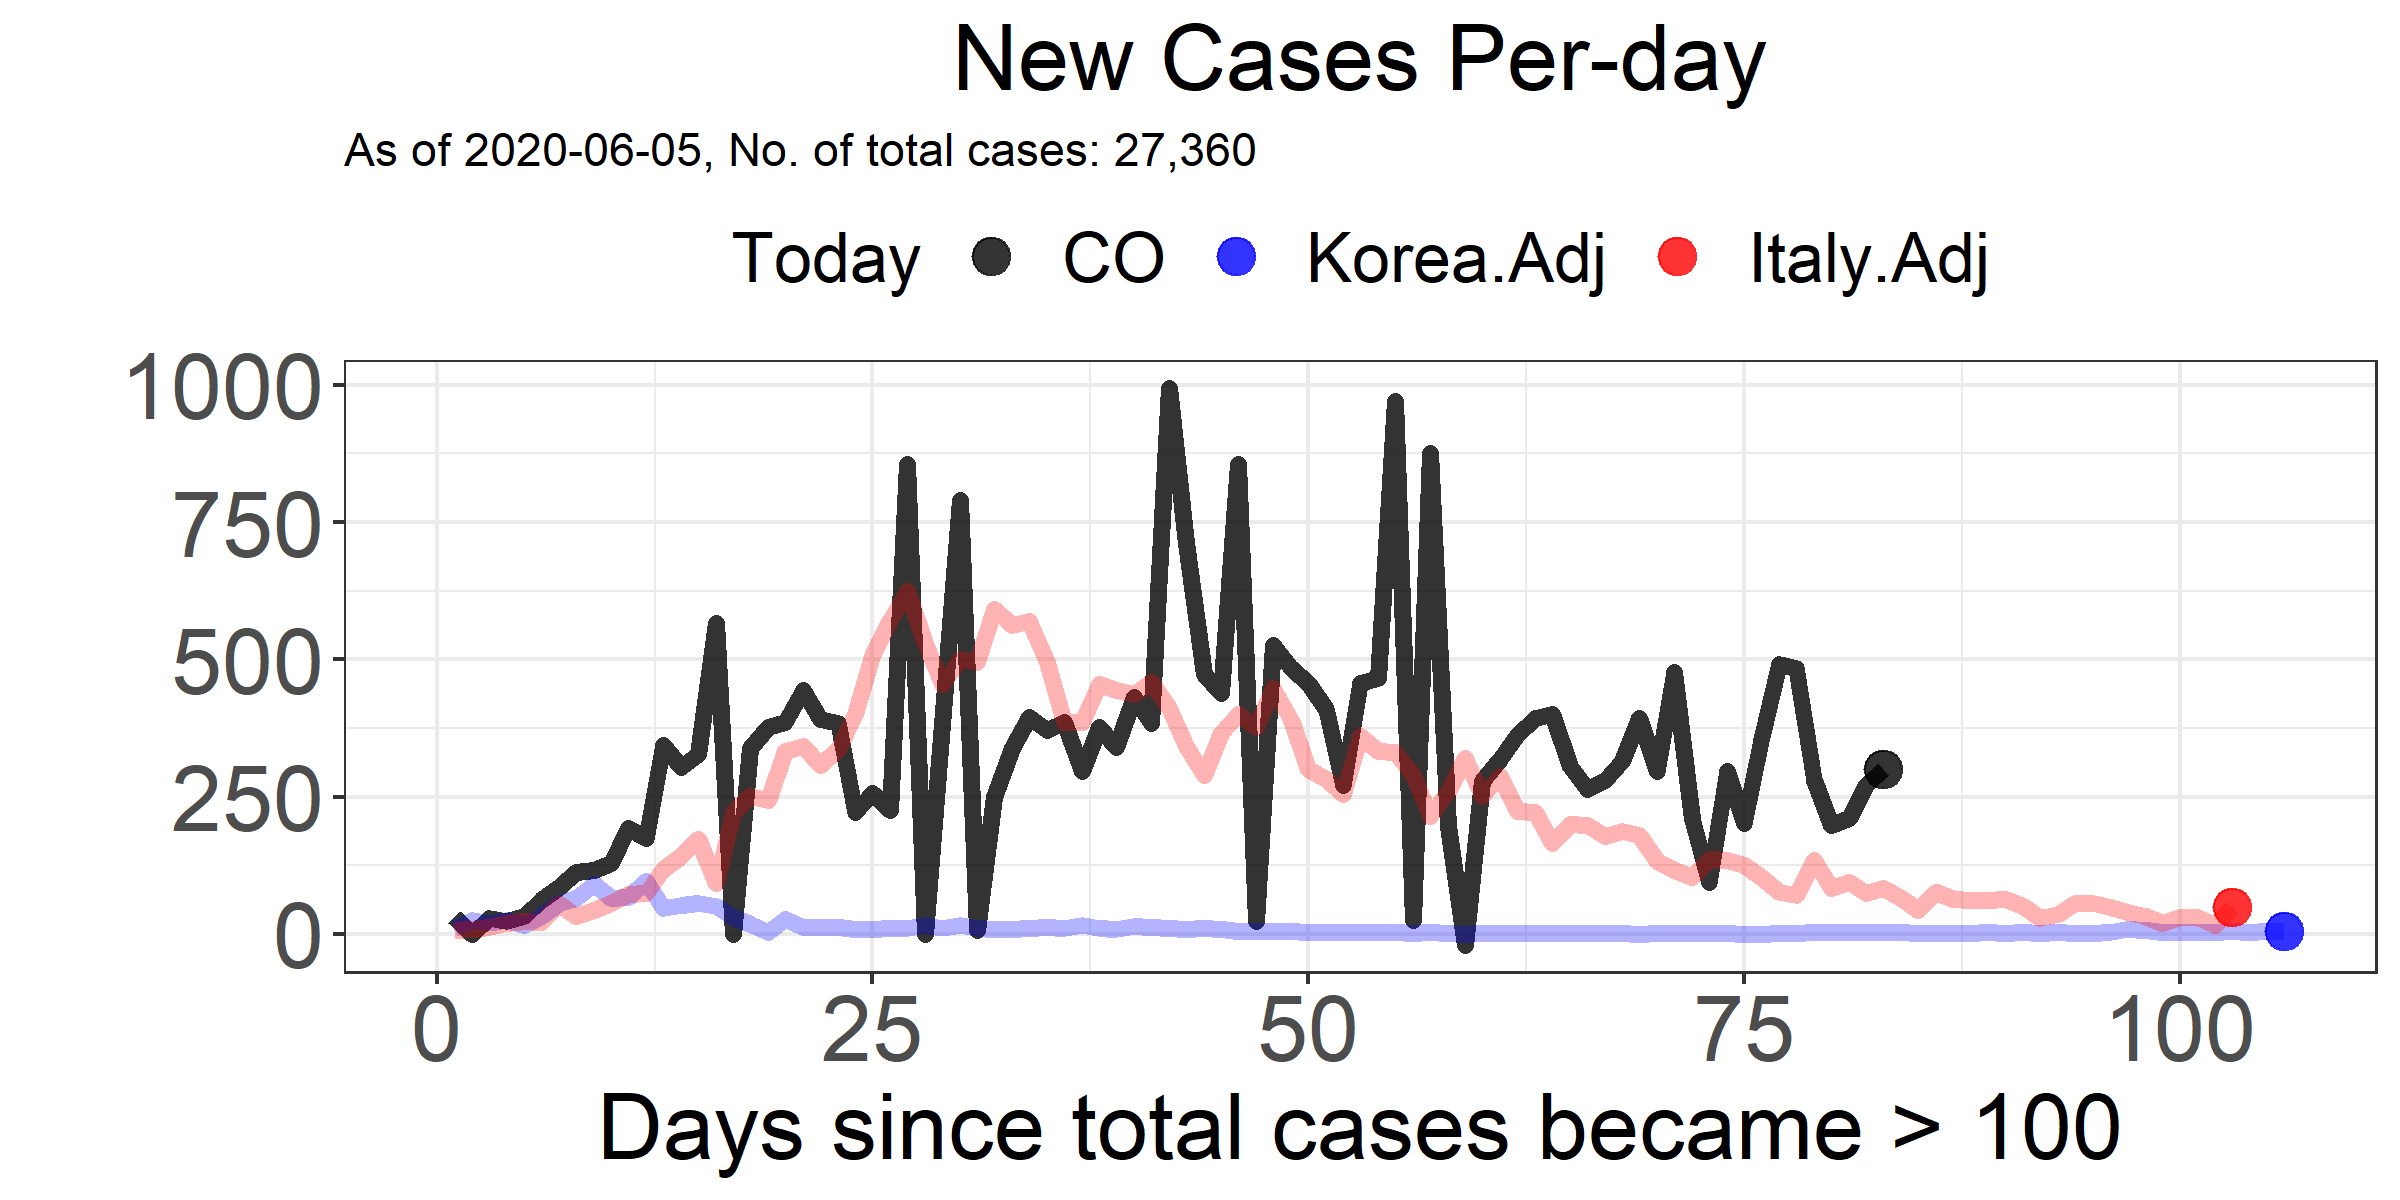 New Cases Per-day
As of 2020-06-05, No. of total cases: 27,360
Today CO Korea.Adj Italy.Adj
1000
750
500
250
0
0 25 50 75 100
Days since total cases became > 100